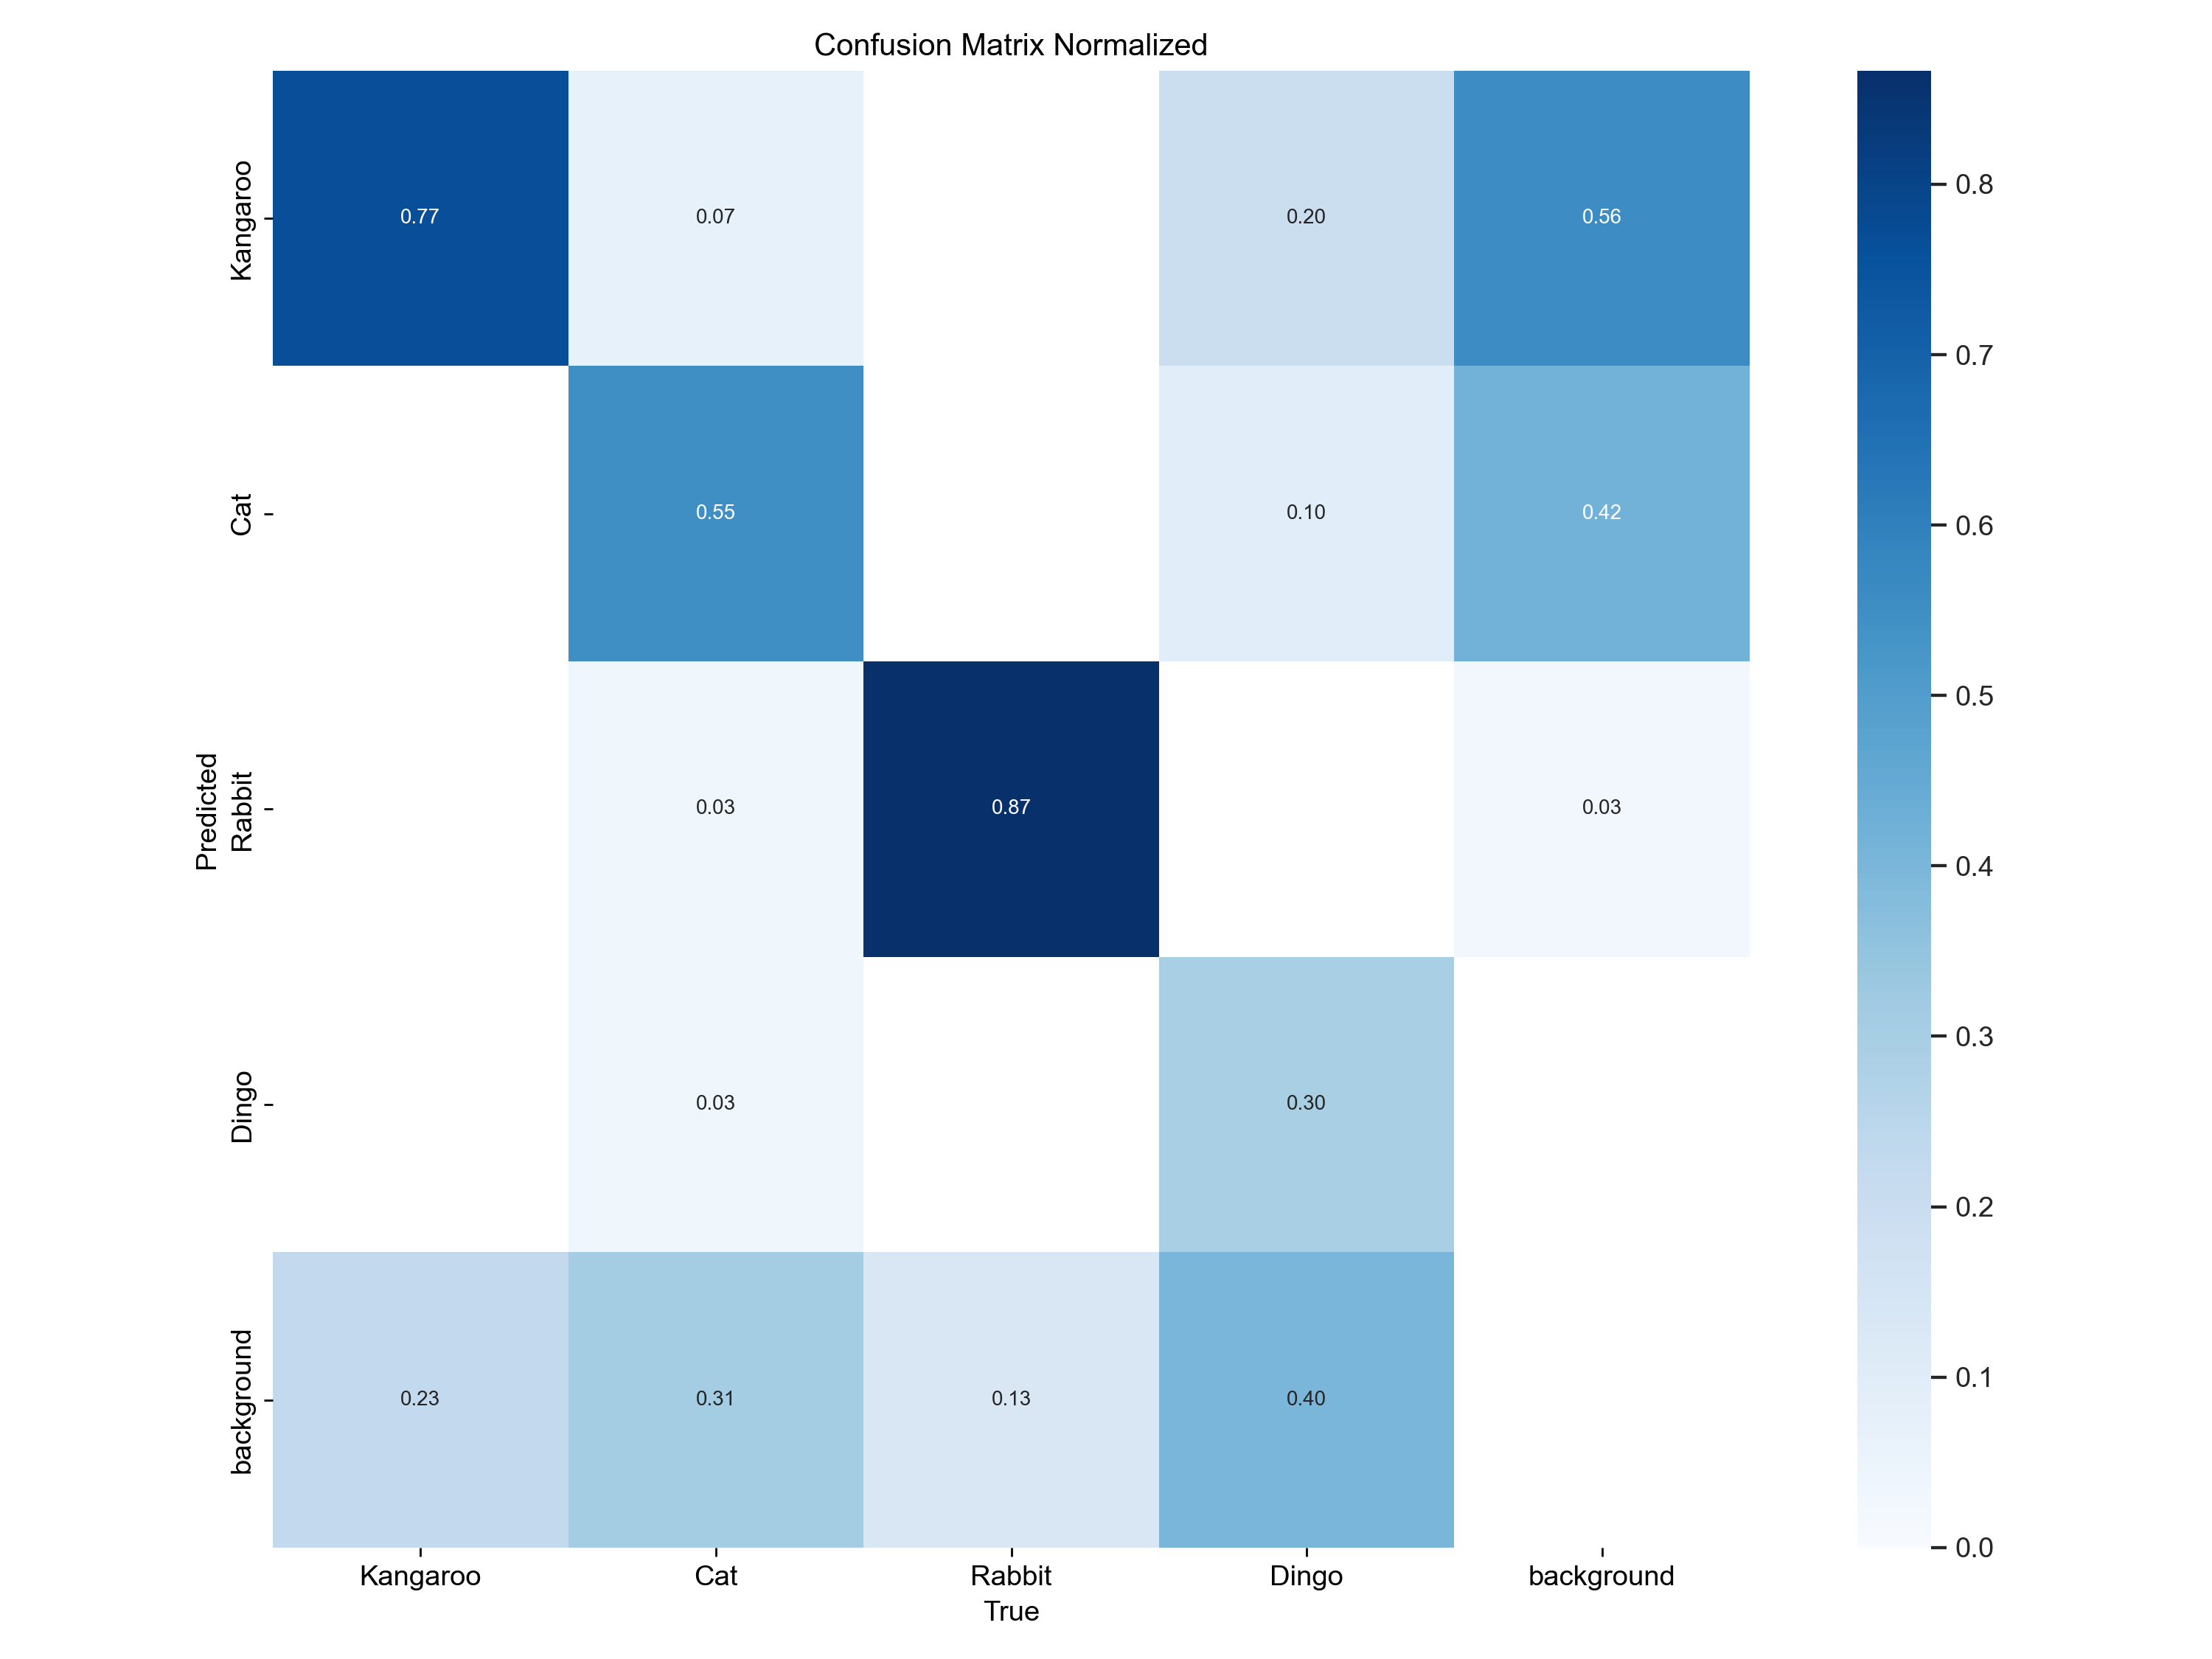 Confusion Matrix Normalized
Kangaroo
0.77
0.07
0.20
0.56
Cat
0.55
0.10
0.42
Predicted
Rabbit
0.03
0.87
0.03
Dingo
0.03
0.30
background
0.23
0.31
0.13
0.40
Kangaroo
Cat
Rabbit
Dingo
background
True
0.8
0.7
0.6
0.5
0.4
0.3
0.2
0.1
0.0